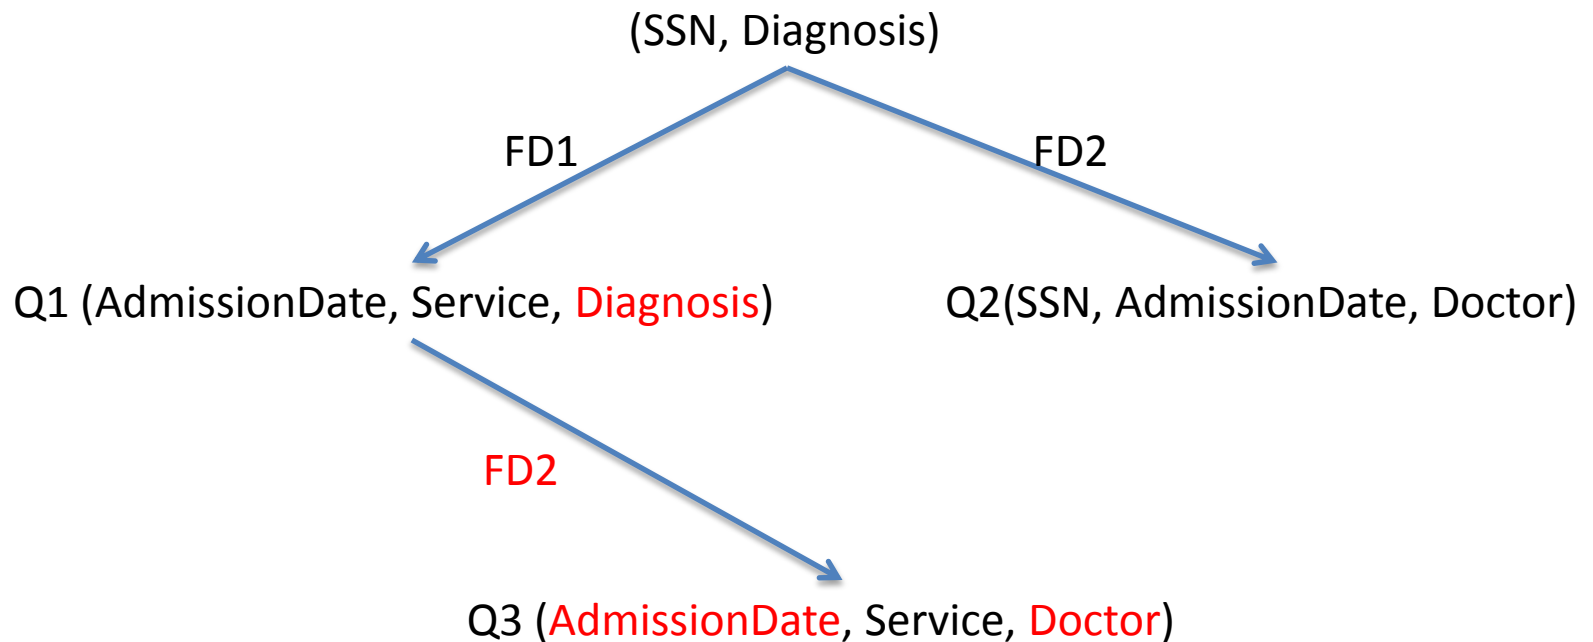 (SSN, Diagnosis)
FD1
FD2
Q1 (AdmissionDate, Service, Diagnosis)
Q2(SSN, AdmissionDate, Doctor)
FD2
Q3 (AdmissionDate, Service, Doctor)